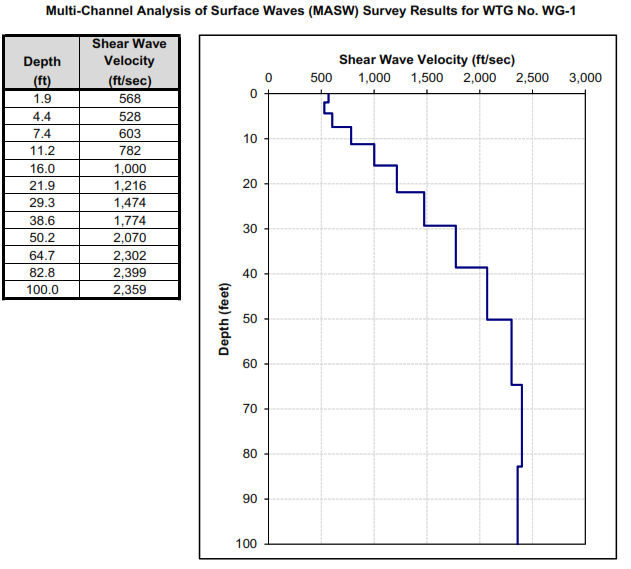 Multi-Channel Analysis of Surface Waves (MASW) Survey Results for WTG No. WG-1
Depth
(ft)
Shear Wave
Velocity
(ft/sec)
1.9 568
4.4 528
7.4 603
11.2 782
16.0 1,000
21.9 1,216
29.3 1,474
38.6 1,774
50.2 2,070
64.7 2,302
82.8 2,399
100.0 2,359
Shear Wave Velocity (ft/sec)
0 500 1,000 1,500 2,000 2,500 3,000
Depth (feet)
0
10
20
30
40
50
60
70
80
90
100